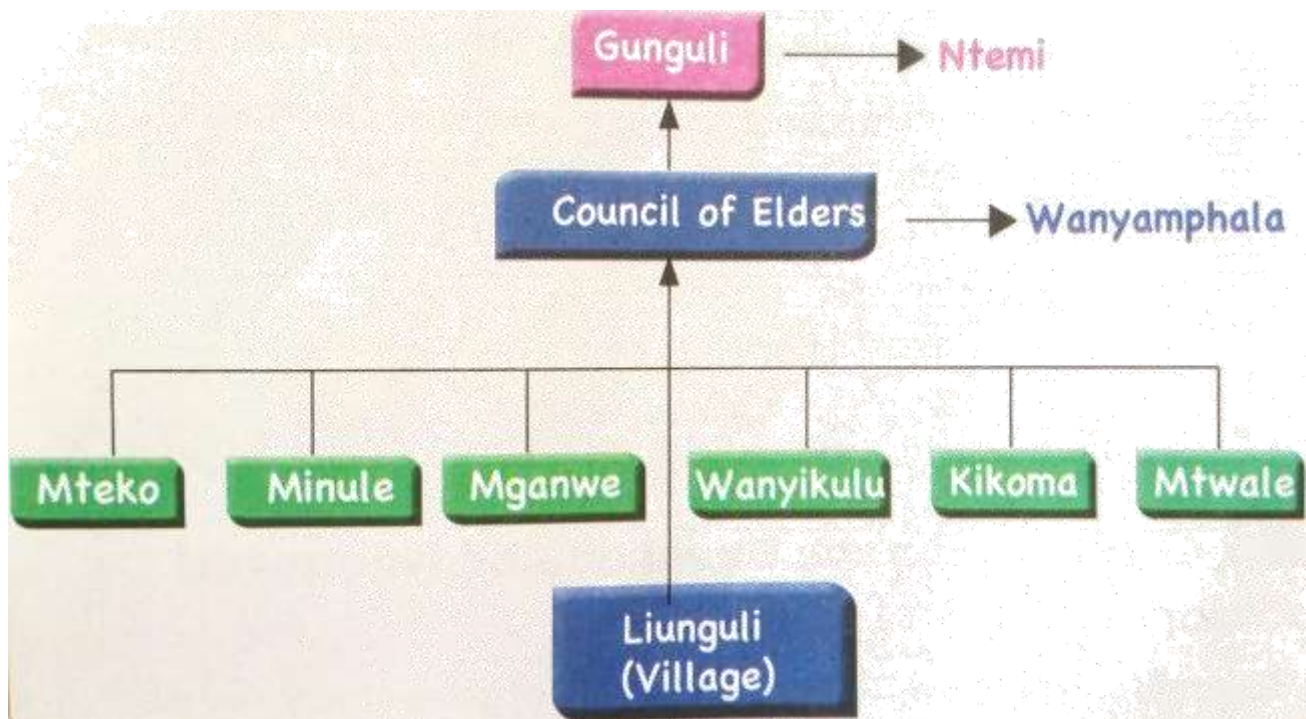 Gunguli
Ntemi
Council of Elders
Wanyamphala
Mteko
Minule
Mganwe
Wanyikulu
Kikoma
Mtwale
Liunguli
(Village)